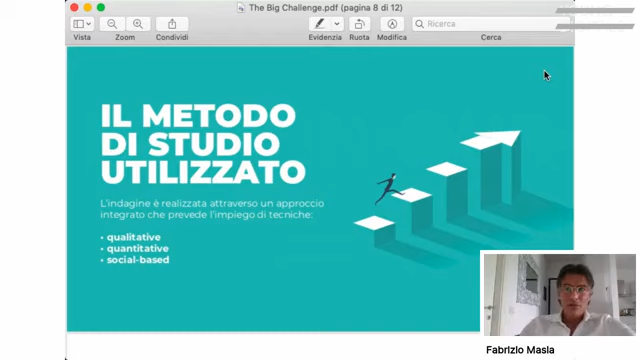 The Big Challenge.pdf (pagina 8 di 12)
Ricerca
Vista
Zoom
Condividi
Evidenzia
Ruota
Modifica
Cerca
IL METODO
DI STUDIO
UTILIZZATO
L'indagine è realizzata attraverso un approccio
integrato che prevede l'impiego di tecniche:
• qualitative
• quantitative
• social-based
Fabrizio Masia